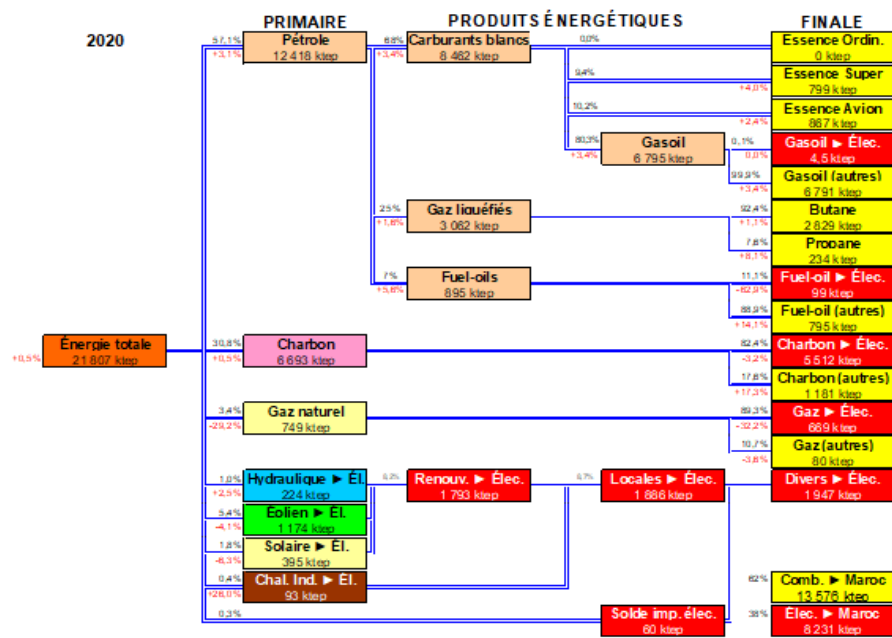 PRIMAIRE PRODUITS ÉNERGÉTIQUES FINALE
2020
57,1% Pétrole 68% Carburants blancs 0,0% Essence Ordin.
+3,1% 12 418 ktep +3,4% 8 462 ktep 0 ktep
9,4% Essence Super
+4,0% 799 ktep
10,2% Essence Avion
+2,4% 867 ktep
80,3% Gasoil 0,1% Gasoil ► Élec.
+3,4% 6 795 ktep 0,0% 4,5 ktep
99,9% Gasoil (autres)
+3,4% 6 791 ktep
25% Gaz liquéfiés 92,4% Butane
+1,6% 3 062 ktep +1,1% 2 829 ktep
7,6% Propane
+8,1% 234 ktep
7% Fuel-oils 11,1% Fuel-oil ► Élec.
+5,6% 895 ktep -62,9% 99 ktep
88,9% Fuel-oil (autres)
+14,1% 795 ktep
Énergie totale 30,8% Charbon 82,4% Charbon ► Élec.
+0,5% 21 807 ktep +0,5% 6 693 ktep -3,2% 5 512 ktep
17,6% Charbon (autres)
+17,3% 1 181 ktep
3,4% Gaz naturel 89,3% Gaz ► Élec.
-29,2% 749 ktep -32,2% 669 ktep
10,7% Gaz (autres)
-3,6% 80 ktep
1,0% Hydraulique ► Él. 0,2% Renouv. ► Élec. 0,7% Locales ► Élec. Divers ► Élec.
+2,5% 224 ktep 1 793 ktep 1 886 ktep 1 947 ktep
5,4% Éolien ► Él.
-4,1% 1 174 ktep
1,8% Solaire ► Él.
-6,3% 395 ktep
0,4% Chal. Ind. ► Él. 62% Comb. ► Maroc
+26,0% 93 ktep 13 576 ktep
0,3% Solde imp. élec. 38% Élec. ► Maroc
60 ktep 8 231 ktep